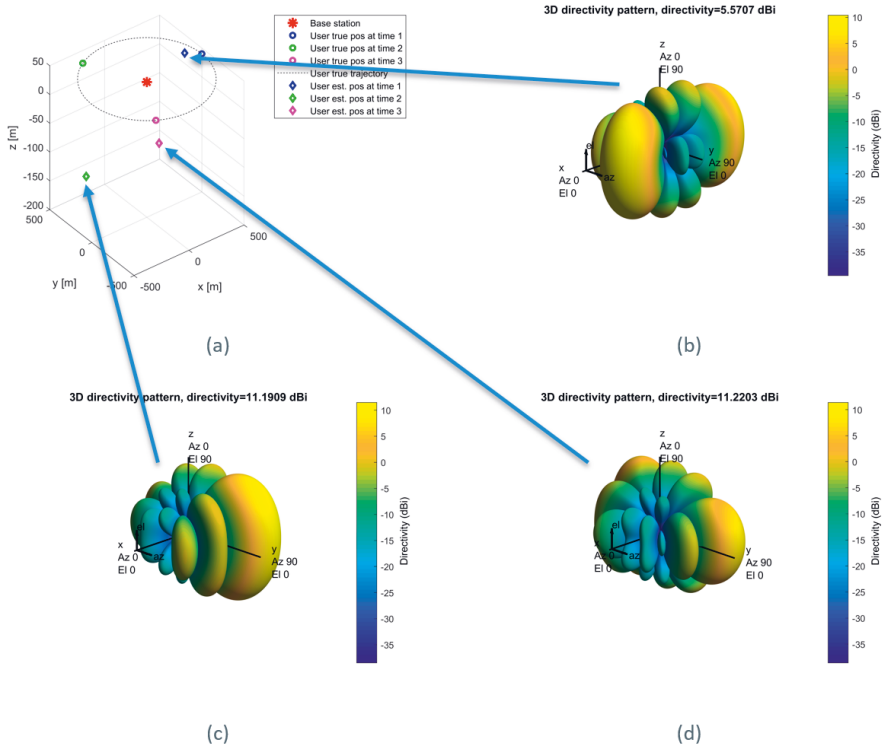 Base station
User true pos at time 1
User true pos at time 2
User true pos at time 3
User true trajectory
User est. pos at time 1
User est. pos at time 2
User est. pos at time 3
50
0
-50
-100
-150
-200
z [m]
500
0
-500
y [m]
-500
0
500
x [m]
(a)
3D directivity pattern, directivity=5.5707 dBi
z
Az 0
El 90
el
x
Az 0
El 0
az
y
Az 90
El 0
10
5
0
-5
-10
-15
-20
-25
-30
-35
Directivity (dBi)
(b)
3D directivity pattern, directivity=11.1909 dBi
z
Az 0
El 90
el
x
Az 0
El 0
az
y
Az 90
El 0
10
5
0
-5
-10
-15
-20
-25
-30
-35
Directivity (dBi)
(c)
3D directivity pattern, directivity=11.2203 dBi
z
Az 0
El 90
el
x
Az 0
El 0
az
y
Az 90
El 0
10
5
0
-5
-10
-15
-20
-25
-30
-35
Directivity (dBi)
(d)